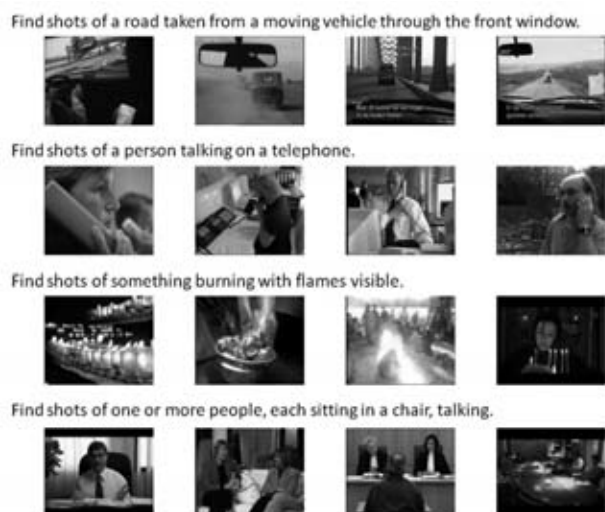 Find shots of a road taken from a moving vehicle through the front window.
Find shots of a person talking on a telephone.
Find shots of something burning with flames visible.
Find shots of one or more people, each sitting in a chair, talking.